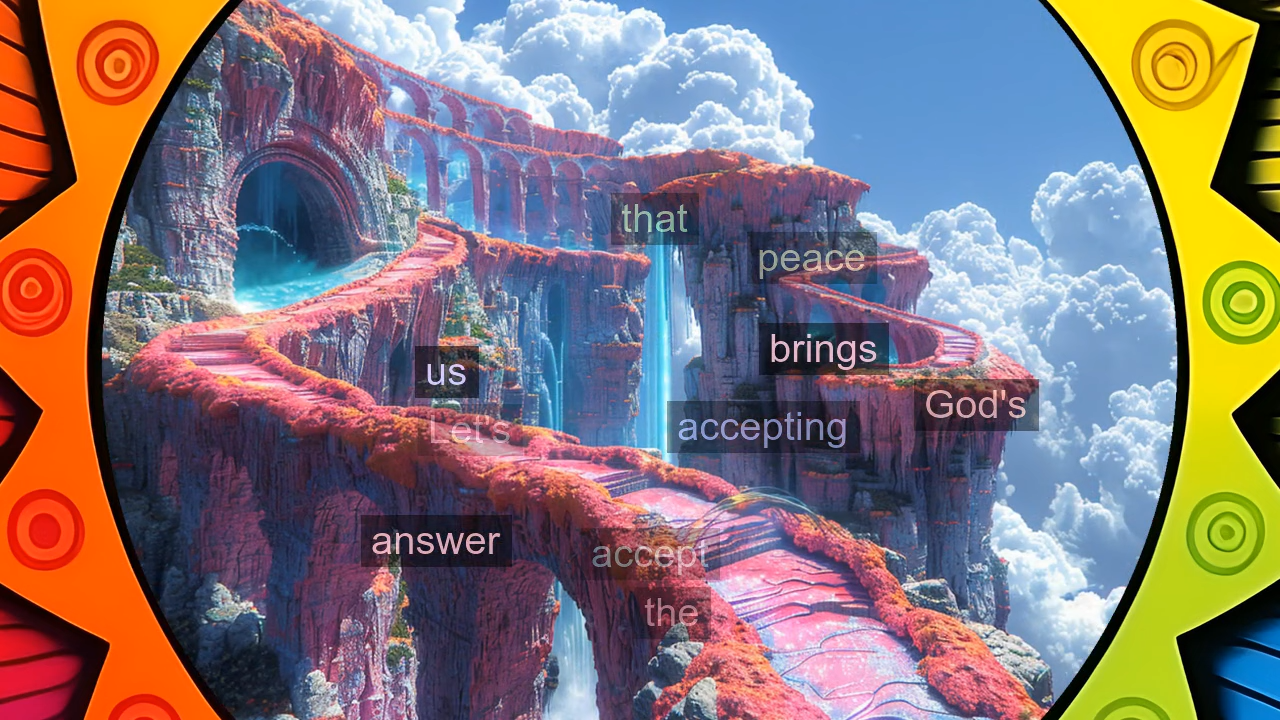 that
peace
brings
us
God's
Let's
accepting
answer
accept
the